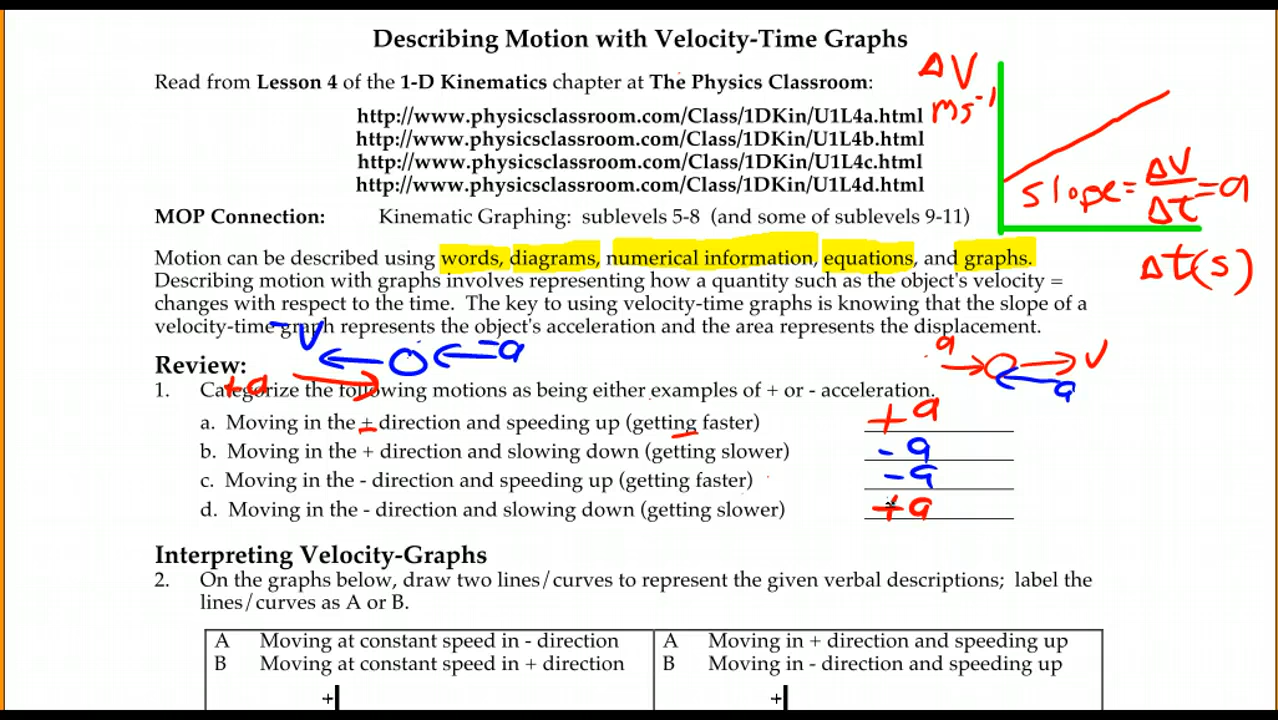 Describing Motion with Velocity-Time Graphs
Read from Lesson 4 of the 1-D Kinematics chapter at The Physics Classroom:
http://www.physicsclassroom.com/Class/1DKin/U1L4a.html
http://www.physicsclassroom.com/Class/1DKin/U1L4b.html
http://www.physicsclassroom.com/Class/1DKin/U1L4c.html
http://www.physicsclassroom.com/Class/1DKin/U1L4d.html
ΔV
ms⁻¹
slope = ΔV/Δt = a
Δt(s)
MOP Connection: Kinematic Graphing: sublevels 5-8 (and some of sublevels 9-11)
Motion can be described using words, diagrams, numerical information, equations, and graphs.
Describing motion with graphs involves representing how a quantity such as the object's velocity =
changes with respect to the time. The key to using velocity-time graphs is knowing that the slope of a
velocity-time graph represents the object's acceleration and the area represents the displacement.
-V -a
a V
Review:
+a a
1. Categorize the following motions as being either examples of + or - acceleration.
a. Moving in the + direction and speeding up (getting faster) +a
b. Moving in the + direction and slowing down (getting slower) -a
c. Moving in the - direction and speeding up (getting faster) -a
d. Moving in the - direction and slowing down (getting slower) +a
Interpreting Velocity-Graphs
2. On the graphs below, draw two lines/curves to represent the given verbal descriptions; label the
lines/curves as A or B.
A Moving at constant speed in - direction
B Moving at constant speed in + direction
+
A Moving in + direction and speeding up
B Moving in - direction and speeding up
+